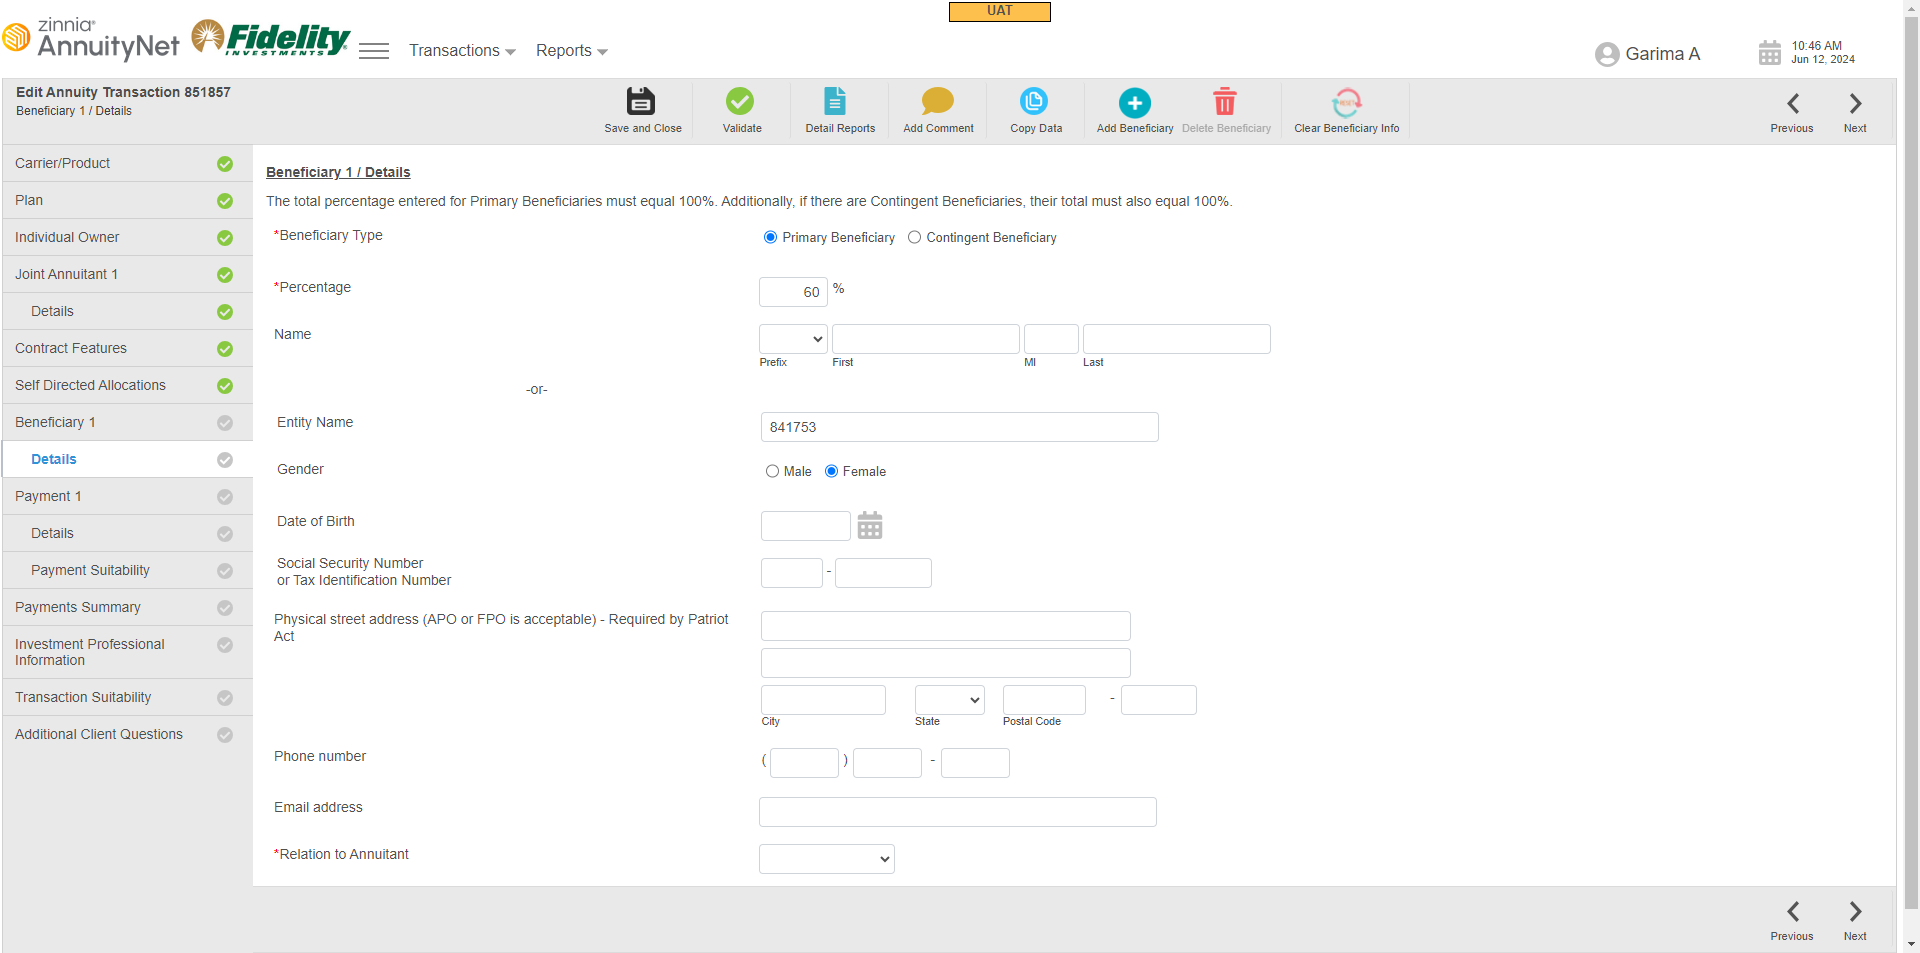 UAT
zinnia
AnnuityNet
Fidelity
INVESTMENTS
Transactions
Reports
Garima A
10:46 AM
Jun 12, 2024
Edit Annuity Transaction 851857
Beneficiary 1 / Details
Save and Close
Validate
Detail Reports
Add Comment
Copy Data
Add Beneficiary
Delete Beneficiary
RESET
Clear Beneficiary Info
Previous
Next
Carrier/Product
Plan
Individual Owner
Joint Annuitant 1
Details
Contract Features
Self Directed Allocations
Beneficiary 1
Details
Payment 1
Details
Payment Suitability
Payments Summary
Investment Professional
Information
Transaction Suitability
Additional Client Questions
Beneficiary 1 / Details
The total percentage entered for Primary Beneficiaries must equal 100%. Additionally, if there are Contingent Beneficiaries, their total must also equal 100%.
*Beneficiary Type
Primary Beneficiary
Contingent Beneficiary
*Percentage
60 %
Name
Prefix
First
MI
Last
-or-
Entity Name
841753
Gender
Male
Female
Date of Birth
Social Security Number
or Tax Identification Number
-
Physical street address (APO or FPO is acceptable) - Required by Patriot
Act
-
City
State
Postal Code
Phone number
( ) -
Email address
*Relation to Annuitant
Previous
Next